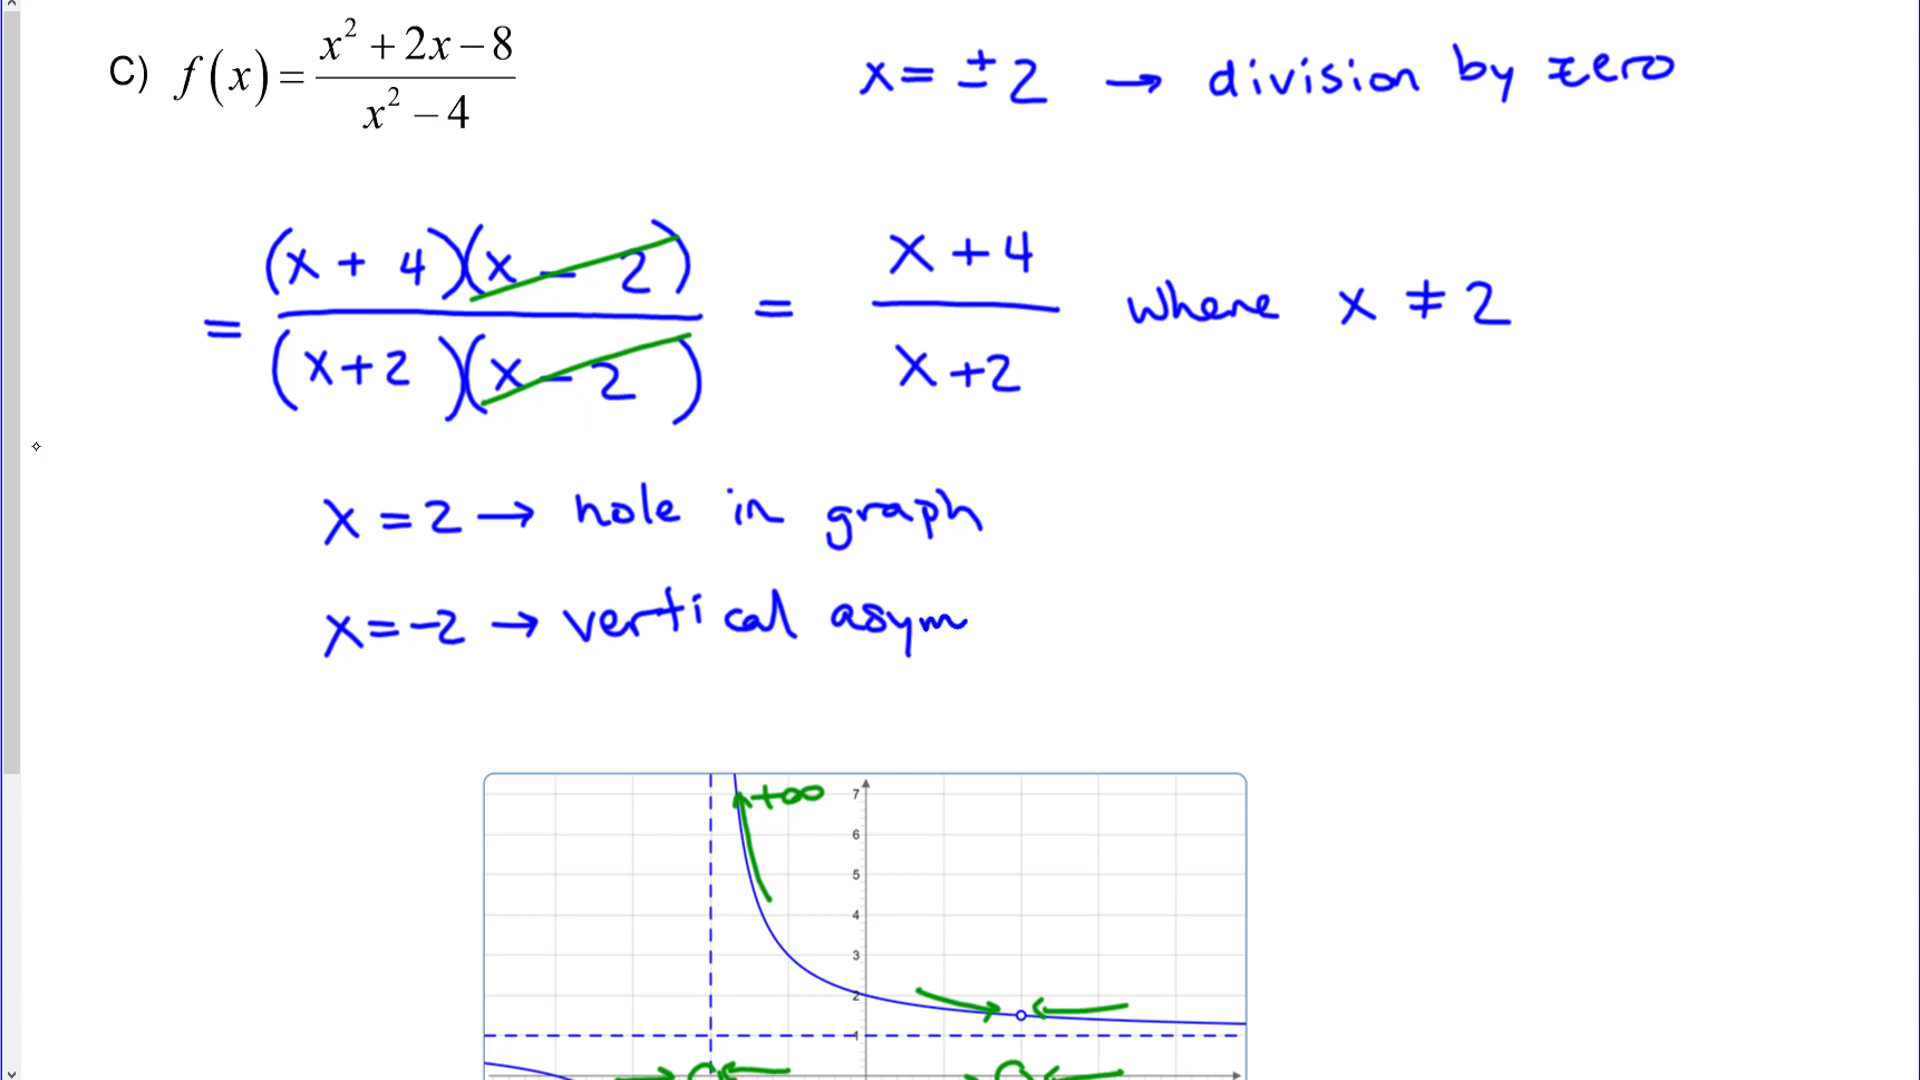 C) f(x) = (x² + 2x − 8)/(x² − 4)
x = ±2 → division by zero
= (x + 4)(x − 2)/(x + 2)(x − 2) = (x + 4)/(x + 2) where x ≠ 2
x = 2 → hole in graph
x = -2 → vertical asym
+∞
7
6
5
4
3
2
1